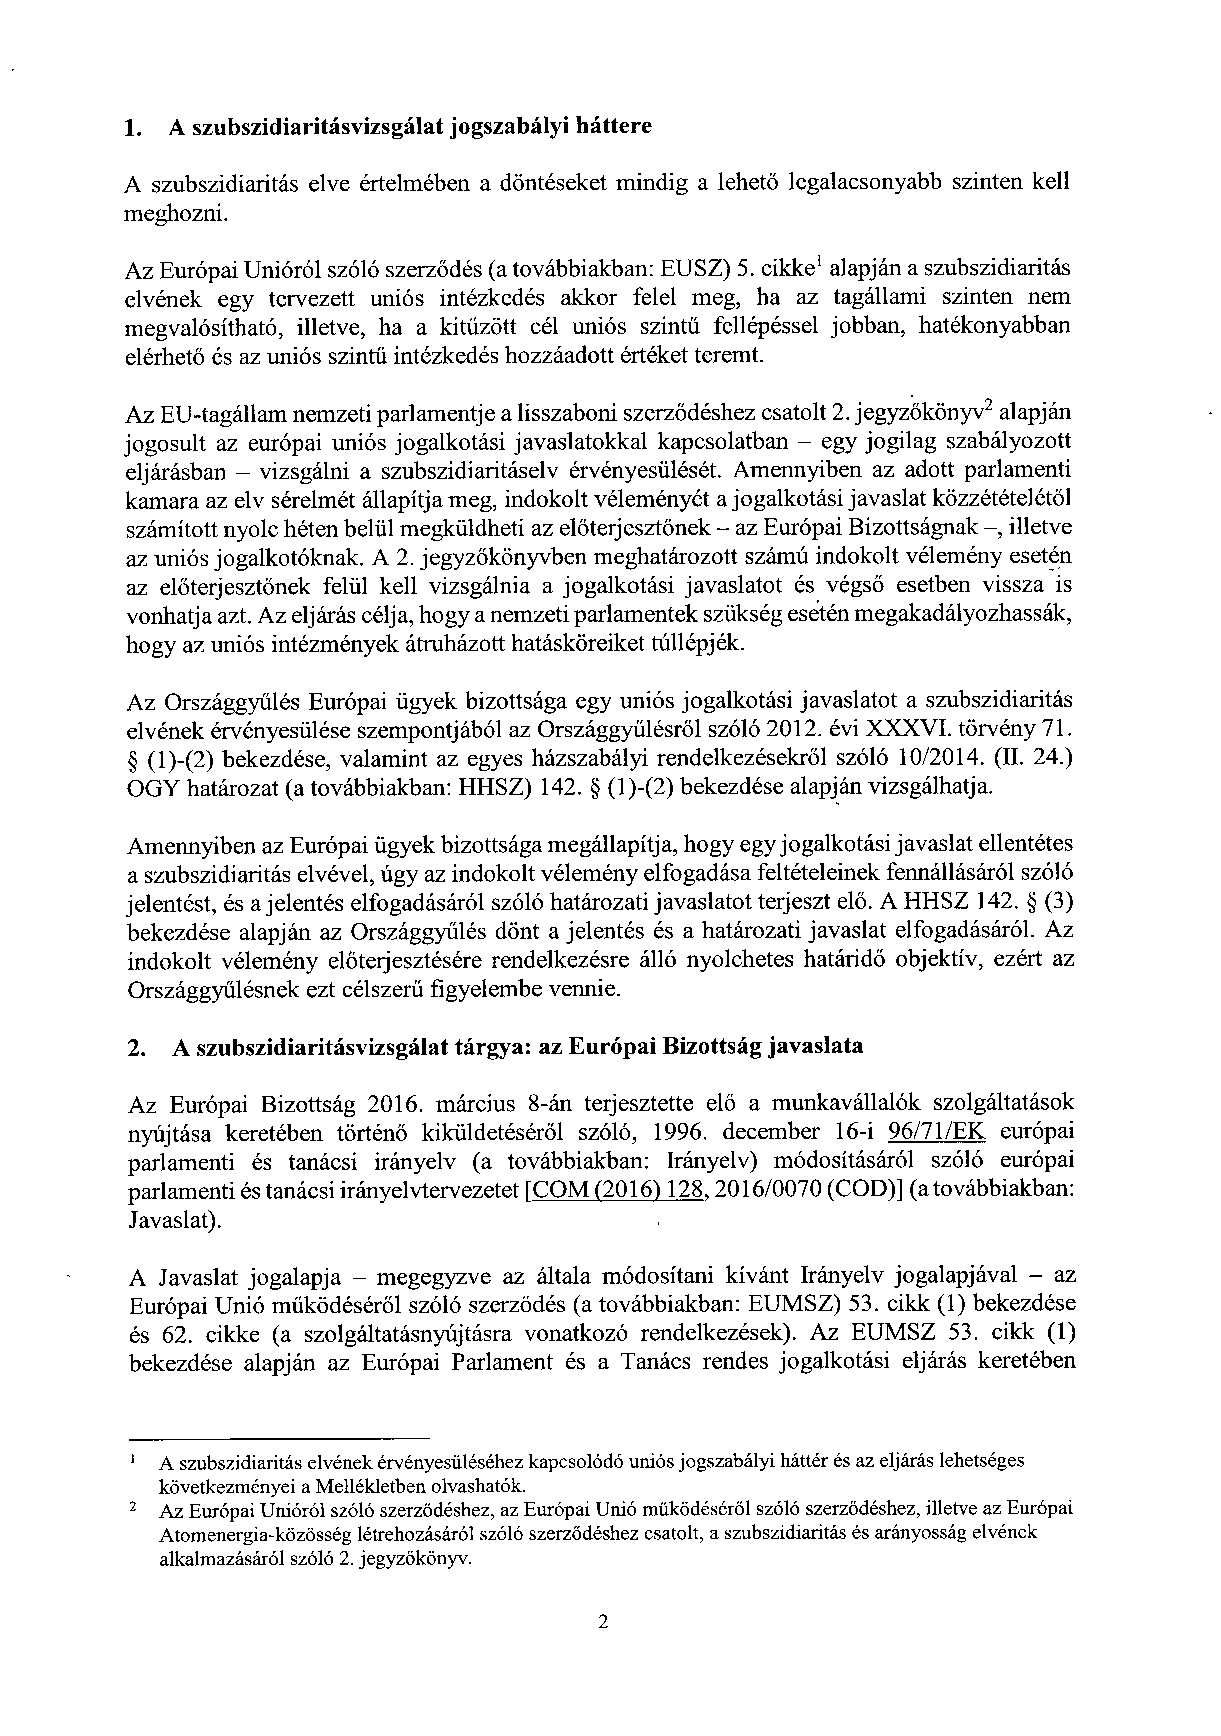 1. A szubszidiaritásvizsgálat jogszabályi háttere
A szubszidiaritás elve értelmében a döntéseket mindig a lehető legalacsonyabb szinten kell
meghozni.
Az Európai Unióról szóló szerződés (a továbbiakban: EUSZ) 5. cikke¹ alapján a szubszidiaritás
elvének egy tervezett uniós intézkedés akkor felel meg, ha az tagállami szinten nem
megvalósítható, illetve, ha a kitűzött cél uniós szintű fellépéssel jobban, hatékonyabban
elérhető és az uniós szintű intézkedés hozzáadott értéket teremt.
Az EU-tagállam nemzeti parlamentje a lisszaboni szerződéshez csatolt 2. jegyzőkönyv² alapján
jogosult az európai uniós jogalkotási javaslatokkal kapcsolatban – egy jogilag szabályozott
eljárásban – vizsgálni a szubszidiaritáselv érvényesülését. Amennyiben az adott parlamenti
kamara az elv sérelmét állapítja meg, indokolt véleményét a jogalkotási javaslat közzétételétől
számított nyolc héten belül megküldheti az előterjesztőnek – az Európai Bizottságnak –, illetve
az uniós jogalkotóknak. A 2. jegyzőkönyvben meghatározott számú indokolt vélemény esetén
az előterjesztőnek felül kell vizsgálnia a jogalkotási javaslatot és végső esetben vissza is
vonhatja azt. Az eljárás célja, hogy a nemzeti parlamentek szükség esetén megakadályozhassák,
hogy az uniós intézmények átruházott hatásköreiket túllépjék.
Az Országgyűlés Európai ügyek bizottsága egy uniós jogalkotási javaslatot a szubszidiaritás
elvének érvényesülése szempontjából az Országgyűlésről szóló 2012. évi XXXVI. törvény 71.
§ (1)-(2) bekezdése, valamint az egyes házszabályi rendelkezésekről szóló 10/2014. (II. 24.)
OGY határozat (a továbbiakban: HHSZ) 142. § (1)-(2) bekezdése alapján vizsgálhatja.
Amennyiben az Európai ügyek bizottsága megállapítja, hogy egy jogalkotási javaslat ellentétes
a szubszidiaritás elvével, úgy az indokolt vélemény elfogadása feltételeinek fennállásáról szóló
jelentést, és a jelentés elfogadásáról szóló határozati javaslatot terjeszt elő. A HHSZ 142. § (3)
bekezdése alapján az Országgyűlés dönt a jelentés és a határozati javaslat elfogadásáról. Az
indokolt vélemény előterjesztésére rendelkezésre álló nyolchetes határidő objektív, ezért az
Országgyűlésnek ezt célszerű figyelembe vennie.
2. A szubszidiaritásvizsgálat tárgya: az Európai Bizottság javaslata
Az Európai Bizottság 2016. március 8-án terjesztette elő a munkavállalók szolgáltatások
nyújtása keretében történő kiküldetéséről szóló, 1996. december 16-i 96/71/EK európai
parlamenti és tanácsi irányelv (a továbbiakban: Irányelv) módosításáról szóló európai
parlamenti és tanácsi irányelvtervezetet [COM (2016) 128, 2016/0070 (COD)] (a továbbiakban:
Javaslat).
A Javaslat jogalapja – megegyzve az általa módosítani kívánt Irányelv jogalapjával – az
Európai Unió működéséről szóló szerződés (a továbbiakban: EUMSZ) 53. cikk (1) bekezdése
és 62. cikke (a szolgáltatásnyújtásra vonatkozó rendelkezések). Az EUMSZ 53. cikk (1)
bekezdése alapján az Európai Parlament és a Tanács rendes jogalkotási eljárás keretében
¹ A szubszidiaritás elvének érvényesüléséhez kapcsolódó uniós jogszabályi háttér és az eljárás lehetséges
következményei a Mellékletben olvashatók.
² Az Európai Unióról szóló szerződéshez, az Európai Unió működéséről szóló szerződéshez, illetve az Európai
Atomenergia-közösség létrehozásáról szóló szerződéshez csatolt, a szubszidiaritás és arányosság elvének
alkalmazásáról szóló 2. jegyzőkönyv.
2